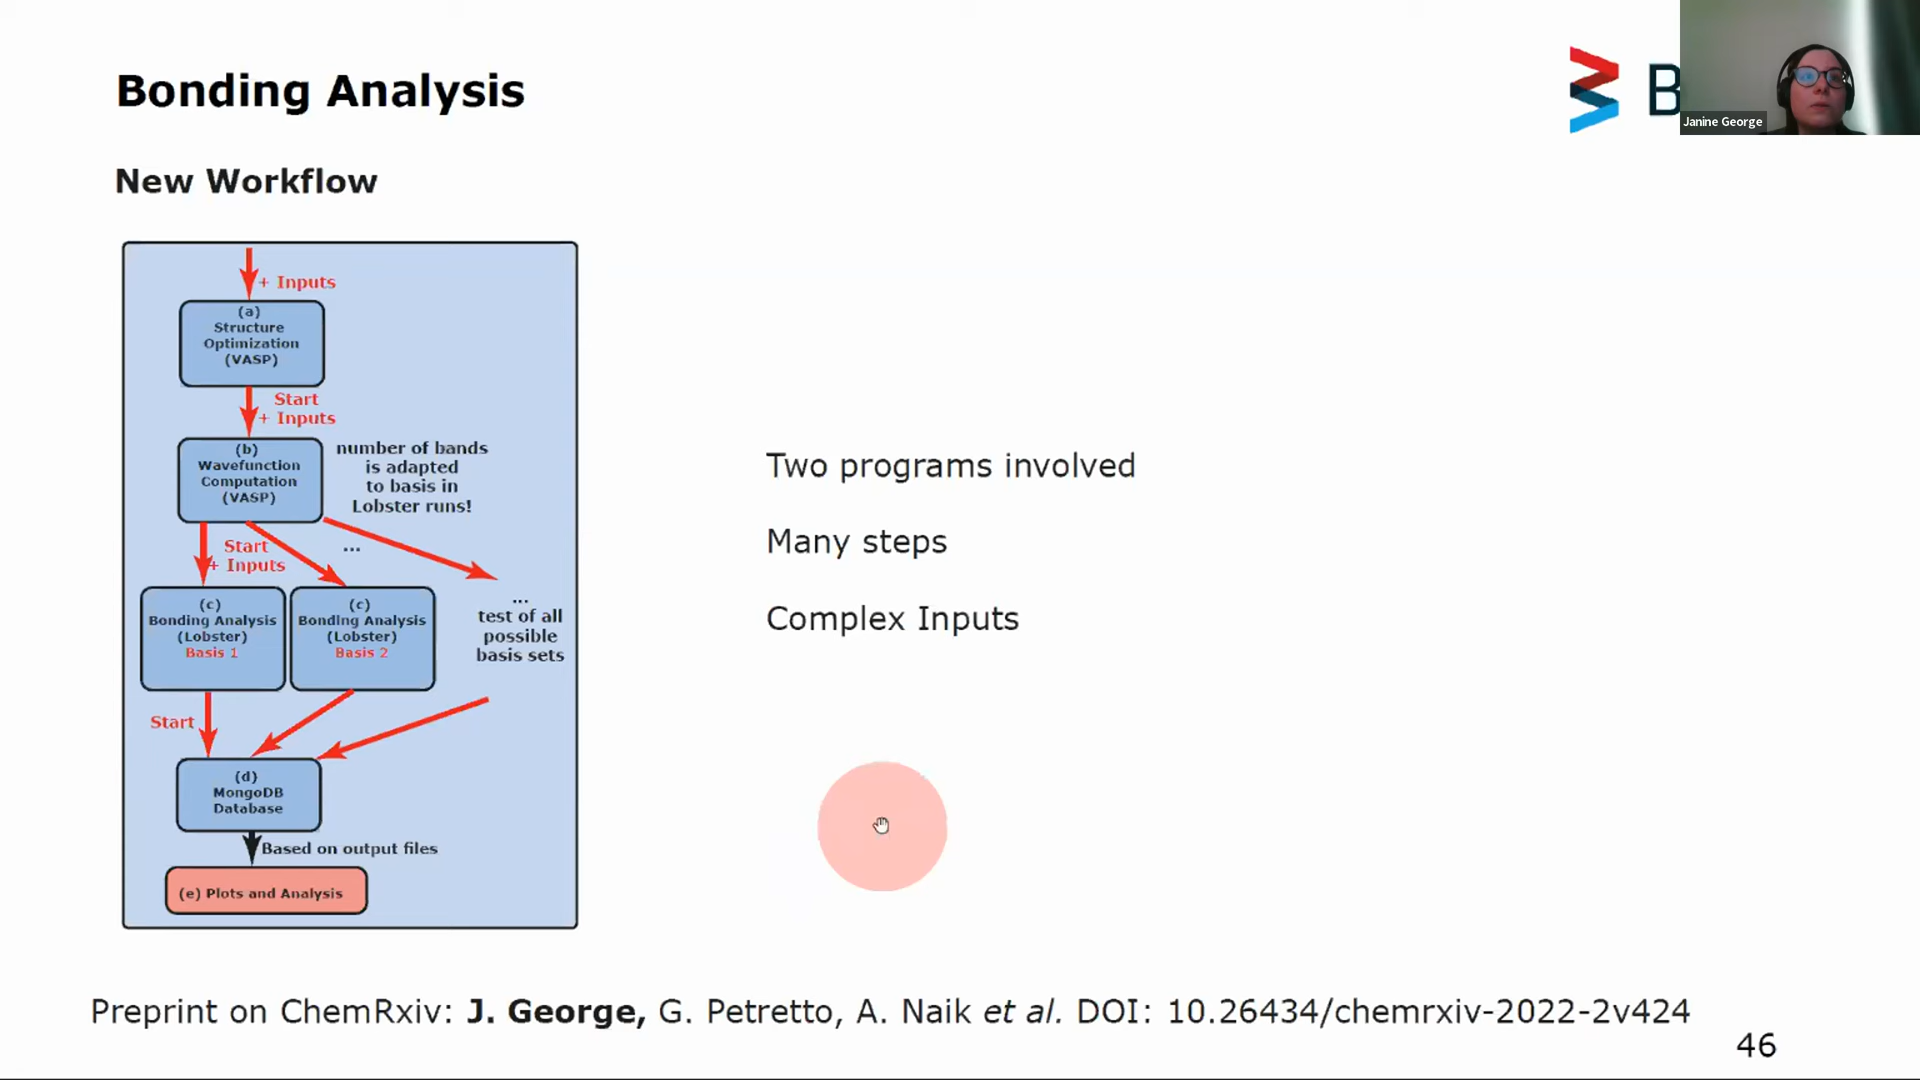 Bonding Analysis
B
Janine George
New Workflow
+ Inputs
(a)
Structure
Optimization
(VASP)
Start
+ Inputs
(b)
Wavefunction
Computation
(VASP)
number of bands
is adapted
to basis in
Lobster runs!
Start
+ Inputs
...
(c)
Bonding Analysis
(Lobster)
Basis 1
(c)
Bonding Analysis
(Lobster)
Basis 2
...
test of all
possible
basis sets
Start
(d)
MongoDB
Database
Based on output files
(e) Plots and Analysis
Two programs involved
Many steps
Complex Inputs
Preprint on ChemRxiv: J. George, G. Petretto, A. Naik et al. DOI: 10.26434/chemrxiv-2022-2v424
46